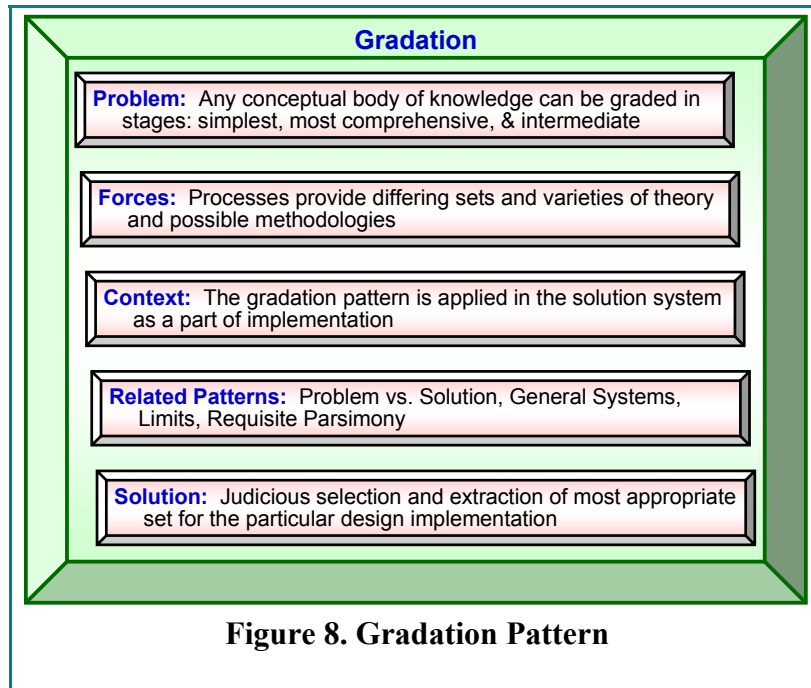 Gradation
Problem: Any conceptual body of knowledge can be graded in
stages: simplest, most comprehensive, & intermediate
Forces: Processes provide differing sets and varieties of theory
and possible methodologies
Context: The gradation pattern is applied in the solution system
as a part of implementation
Related Patterns: Problem vs. Solution, General Systems,
Limits, Requisite Parsimony
Solution: Judicious selection and extraction of most appropriate
set for the particular design implementation
Figure 8. Gradation Pattern